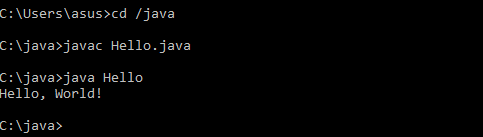 C:\Users\asus>cd /java
C:\java>javac Hello.java
C:\java>java Hello
Hello, World!
C:\java>